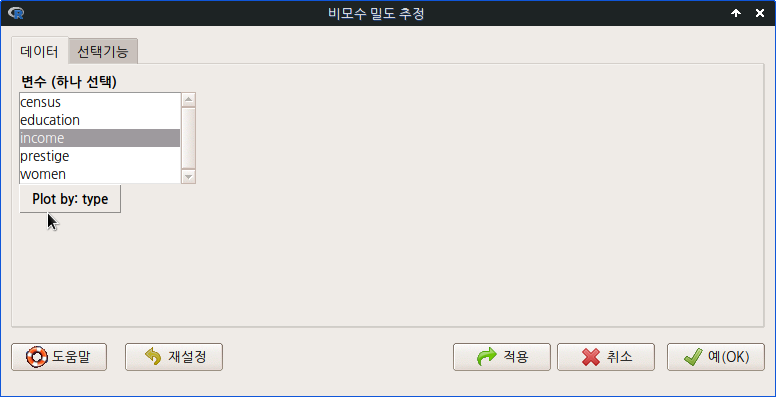 비모수 밀도 추정
데이터 선택기능
변수 (하나 선택)
census
education
income
prestige
women
Plot by: type
도움말 재설정 적용 취소 예(OK)